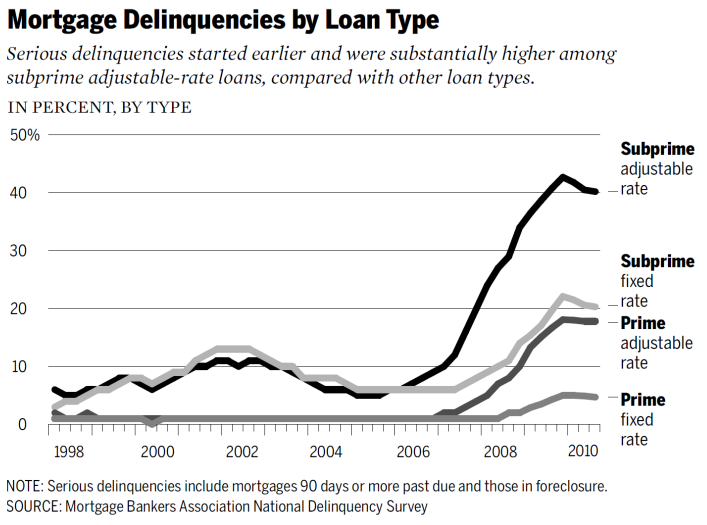 Mortgage Delinquencies by Loan Type
Serious delinquencies started earlier and were substantially higher among
subprime adjustable-rate loans, compared with other loan types.
IN PERCENT, BY TYPE
50%
40
30
20
10
0
1998
2000
2002
2004
2006
2008
2010
Subprime
adjustable
rate
Subprime
fixed
rate
Prime
adjustable
rate
Prime
fixed
rate
NOTE: Serious delinquencies include mortgages 90 days or more past due and those in foreclosure.
SOURCE: Mortgage Bankers Association National Delinquency Survey